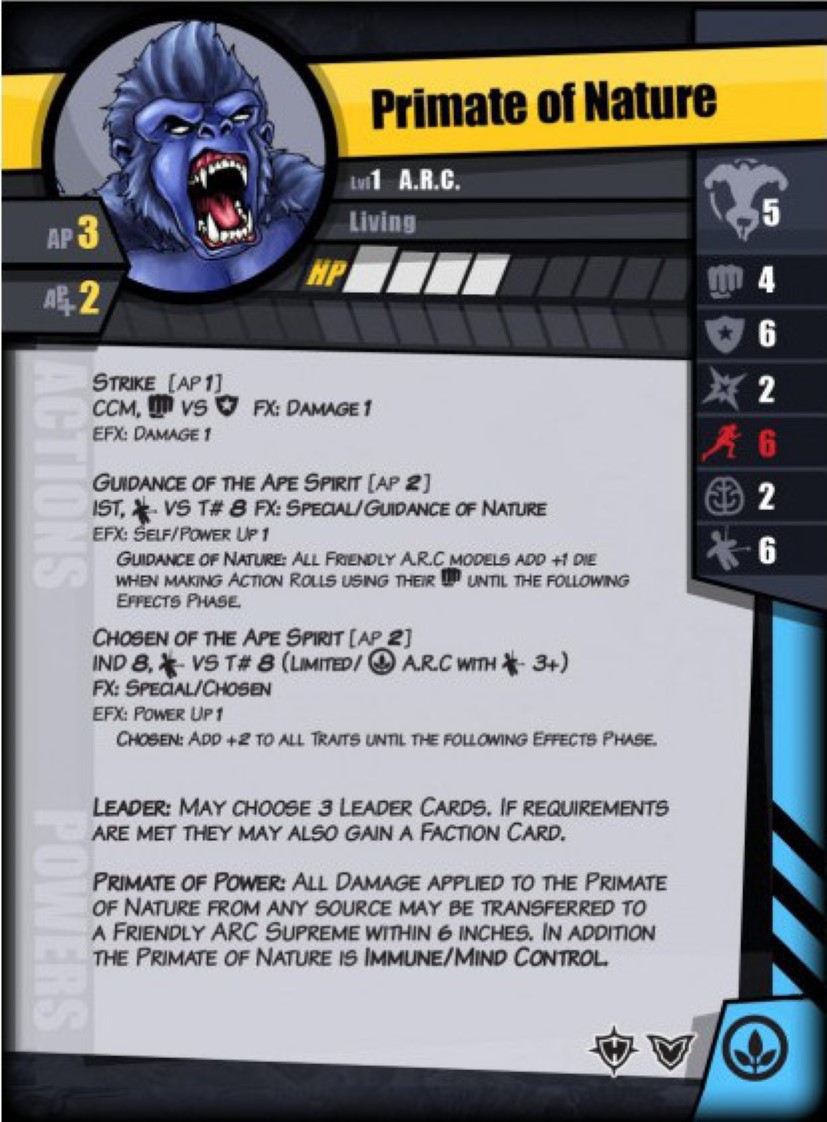 Primate of Nature
Lvl 1 A.R.C.
Living
AP 3
AP+ 2
HP
5
4
6
2
6
2
6
ACTIONS
STRIKE [AP 1]
CCM, VS FX: DAMAGE 1
EFX: DAMAGE 1
GUIDANCE OF THE APE SPIRIT [AP 2]
IST, VS T# 8 FX: SPECIAL/GUIDANCE OF NATURE
EFX: SELF/POWER UP 1
GUIDANCE OF NATURE: ALL FRIENDLY A.R.C MODELS ADD +1 DIE
WHEN MAKING ACTION ROLLS USING THEIR UNTIL THE FOLLOWING
EFFECTS PHASE.
CHOSEN OF THE APE SPIRIT [AP 2]
IND 8, VS T# 8 (LIMITED/ A.R.C WITH 3+)
FX: SPECIAL/CHOSEN
EFX: POWER UP 1
CHOSEN: ADD +2 TO ALL TRAITS UNTIL THE FOLLOWING EFFECTS PHASE.
POWERS
LEADER: MAY CHOOSE 3 LEADER CARDS. IF REQUIREMENTS
ARE MET THEY MAY ALSO GAIN A FACTION CARD.
PRIMATE OF POWER: ALL DAMAGE APPLIED TO THE PRIMATE
OF NATURE FROM ANY SOURCE MAY BE TRANSFERRED TO
A FRIENDLY ARC SUPREME WITHIN 6 INCHES. IN ADDITION
THE PRIMATE OF NATURE IS IMMUNE/MIND CONTROL.
H